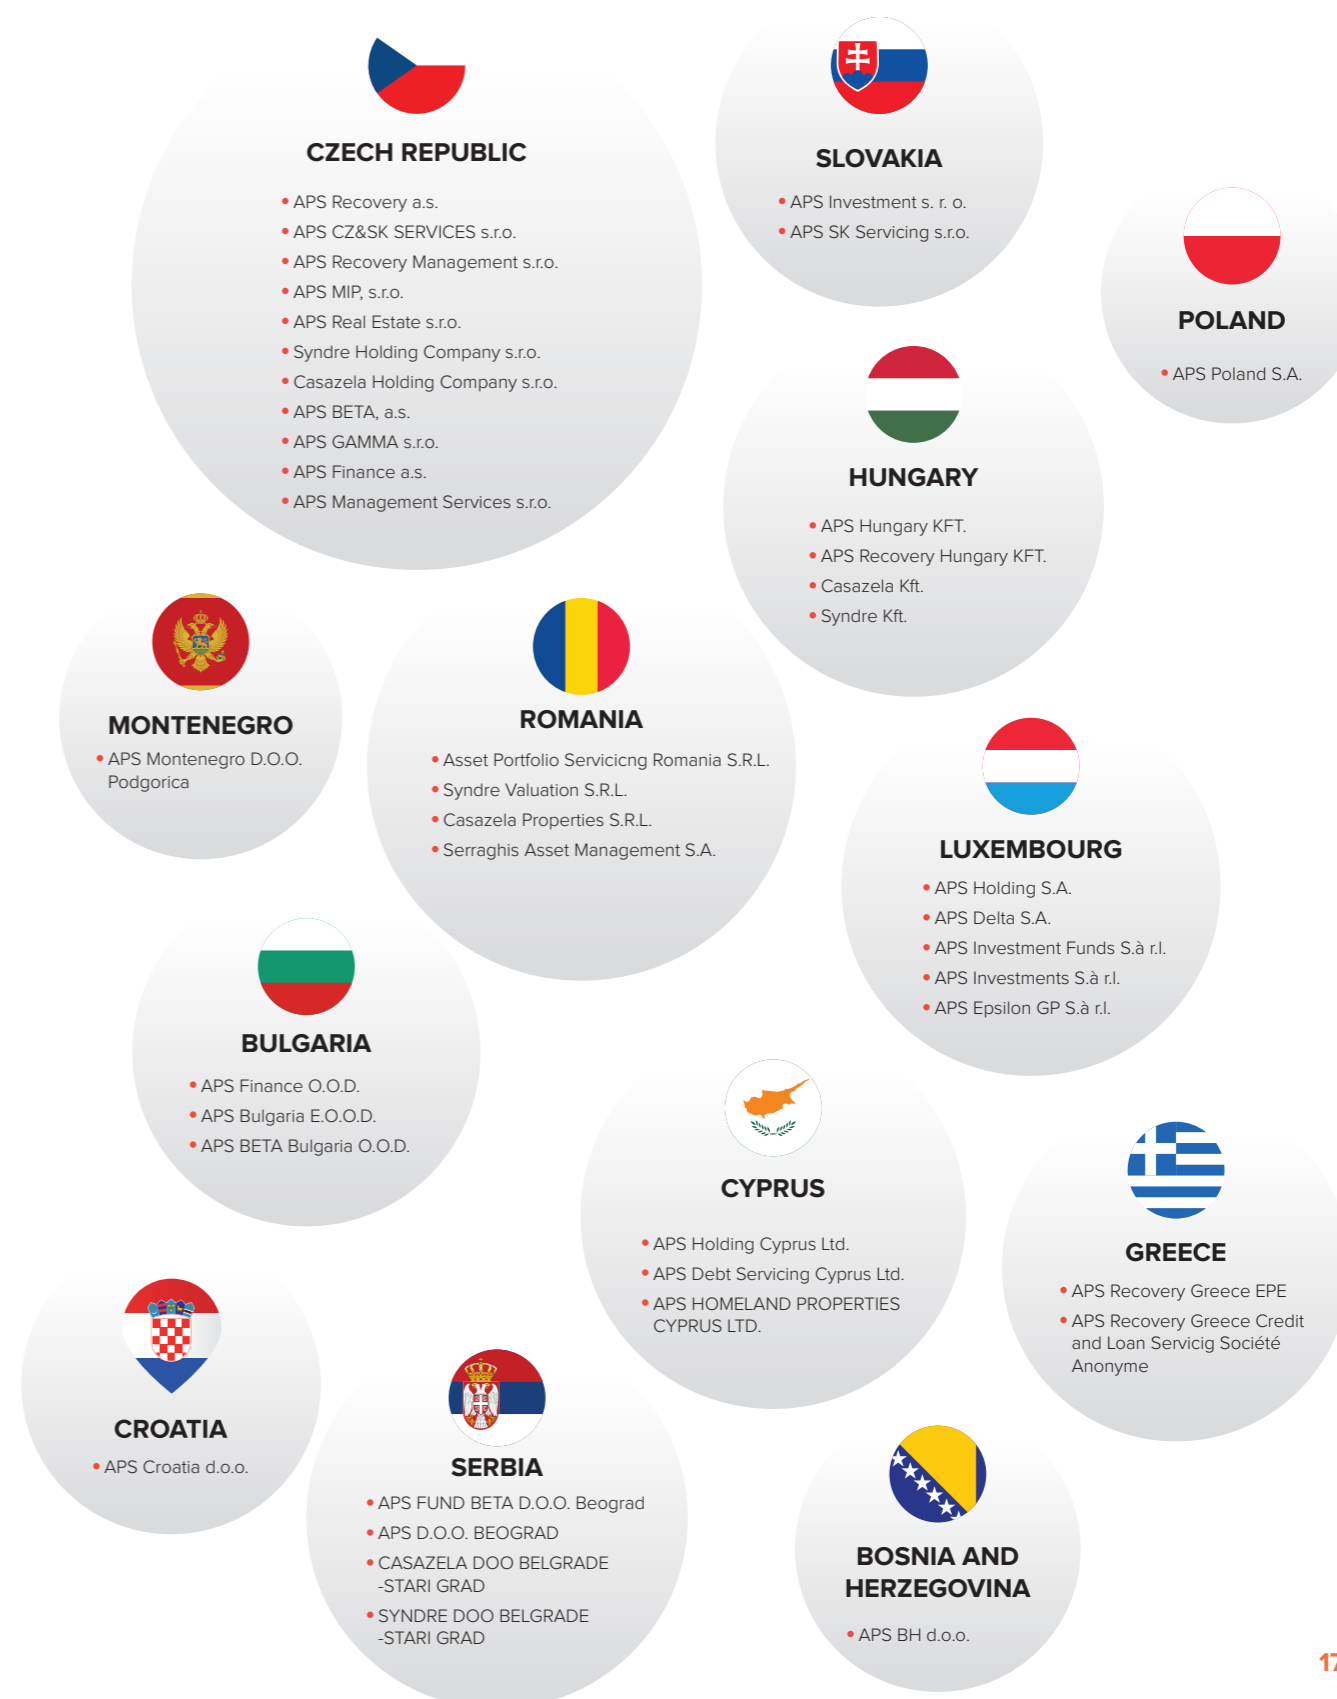 CZECH REPUBLIC
• APS Recovery a.s.
• APS CZ&SK SERVICES s.r.o.
• APS Recovery Management s.r.o.
• APS MIP, s.r.o.
• APS Real Estate s.r.o.
• Syndre Holding Company s.r.o.
• Casazela Holding Company s.r.o.
• APS BETA, a.s.
• APS GAMMA s.r.o.
• APS Finance a.s.
• APS Management Services s.r.o.
SLOVAKIA
• APS Investment s. r. o.
• APS SK Servicing s.r.o.
POLAND
• APS Poland S.A.
HUNGARY
• APS Hungary KFT.
• APS Recovery Hungary KFT.
• Casazela Kft.
• Syndre Kft.
MONTENEGRO
• APS Montenegro D.O.O.
Podgorica
ROMANIA
• Asset Portfolio Servicicng Romania S.R.L.
• Syndre Valuation S.R.L.
• Casazela Properties S.R.L.
• Serraghis Asset Management S.A.
LUXEMBOURG
• APS Holding S.A.
• APS Delta S.A.
• APS Investment Funds S.à r.l.
• APS Investments S.à r.l.
• APS Epsilon GP S.à r.l.
BULGARIA
• APS Finance O.O.D.
• APS Bulgaria E.O.O.D.
• APS BETA Bulgaria O.O.D.
CYPRUS
• APS Holding Cyprus Ltd.
• APS Debt Servicing Cyprus Ltd.
• APS HOMELAND PROPERTIES
CYPRUS LTD.
GREECE
• APS Recovery Greece EPE
• APS Recovery Greece Credit
and Loan Servicig Société
Anonyme
CROATIA
• APS Croatia d.o.o.
SERBIA
• APS FUND BETA D.O.O. Beograd
• APS D.O.O. BEOGRAD
• CASAZELA DOO BELGRADE
-STARI GRAD
• SYNDRE DOO BELGRADE
-STARI GRAD
BOSNIA AND
HERZEGOVINA
• APS BH d.o.o.
17